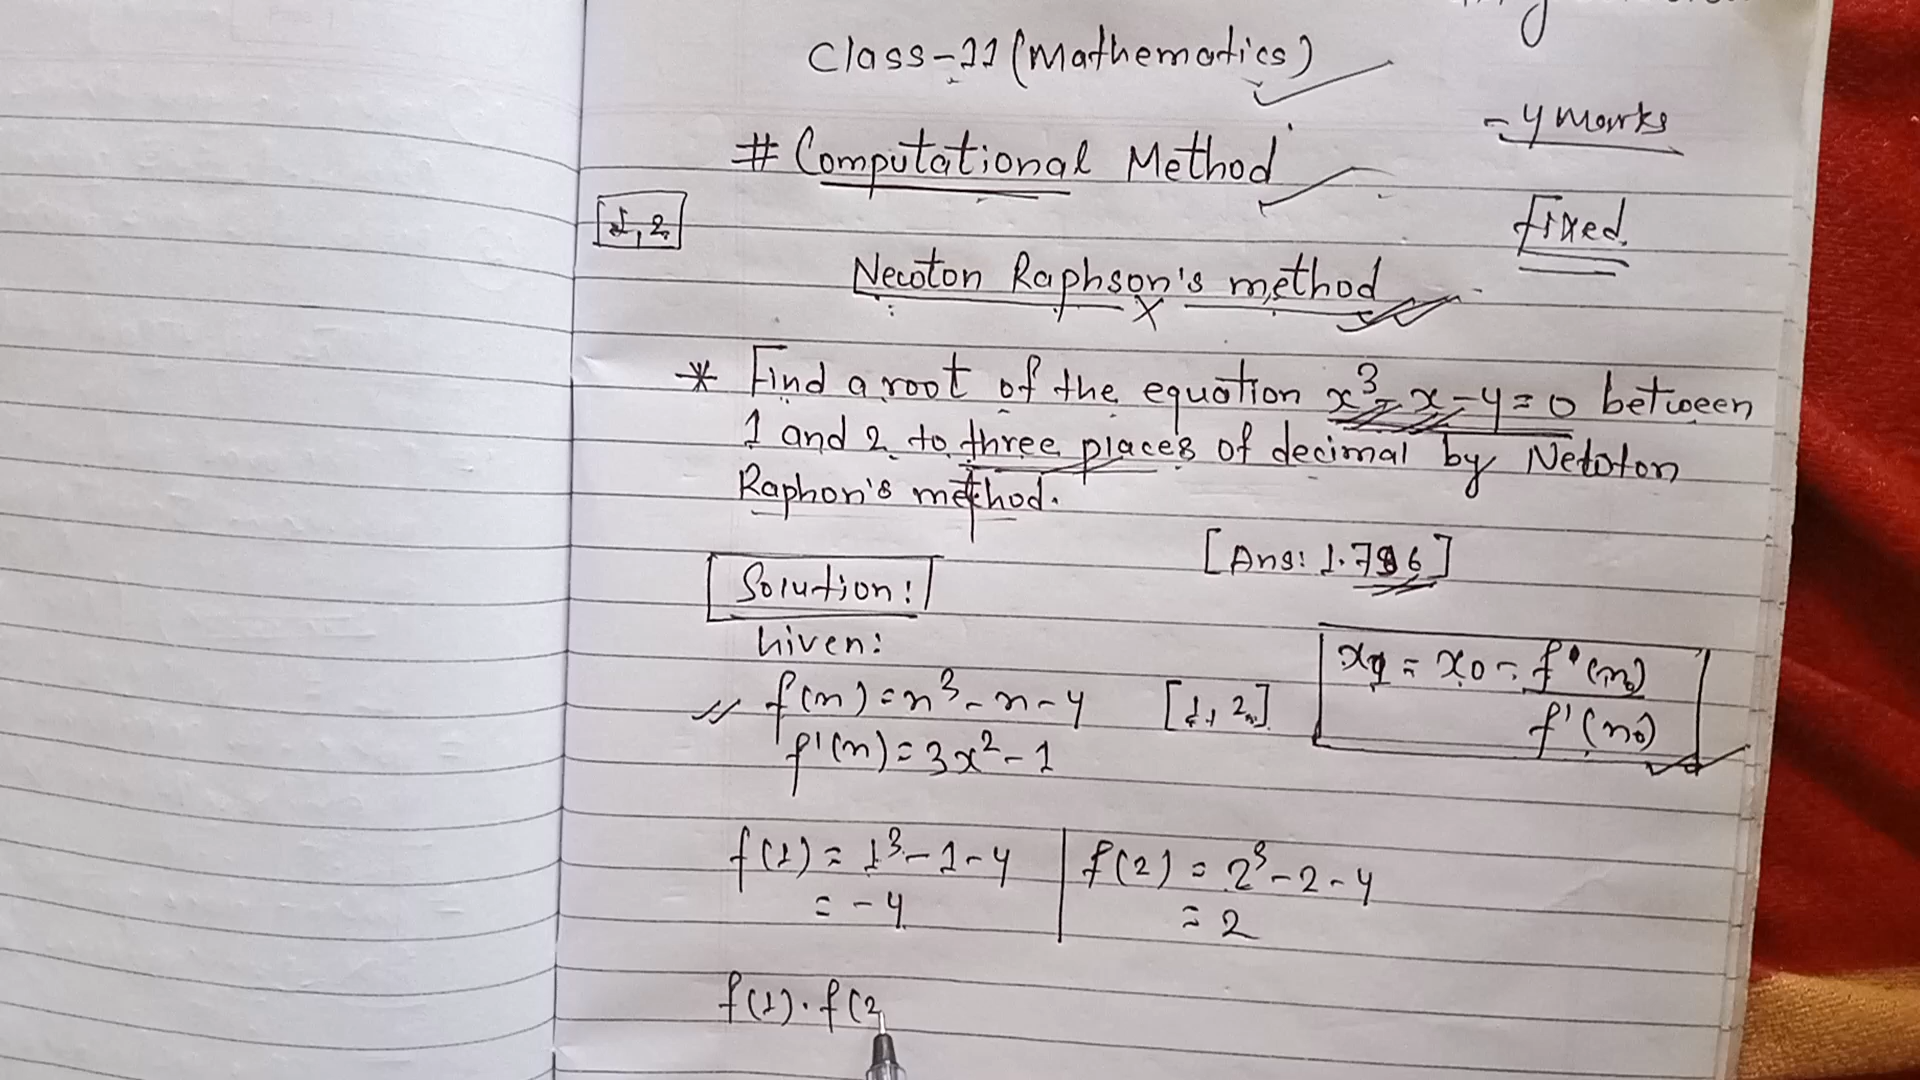 Class-11 (Mathematics)
- 4 marks
# Computational Method
fixed.
1, 2
Newton Raphson's method
* Find a root of the equation x³-x-4=0 between
1 and 2 to three places of decimal by Newton
Raphon's method.
[Ans: 1.796]
Solution:
Given:
f(x) = x³-x-4 [1, 2]
x₁ = x₀ - f(x₀)/f'(x₀)
f'(x) = 3x²-1
f(1) = 1³-1-4 | f(2) = 2³-2-4
= -4 | = 2
f(1).f(2